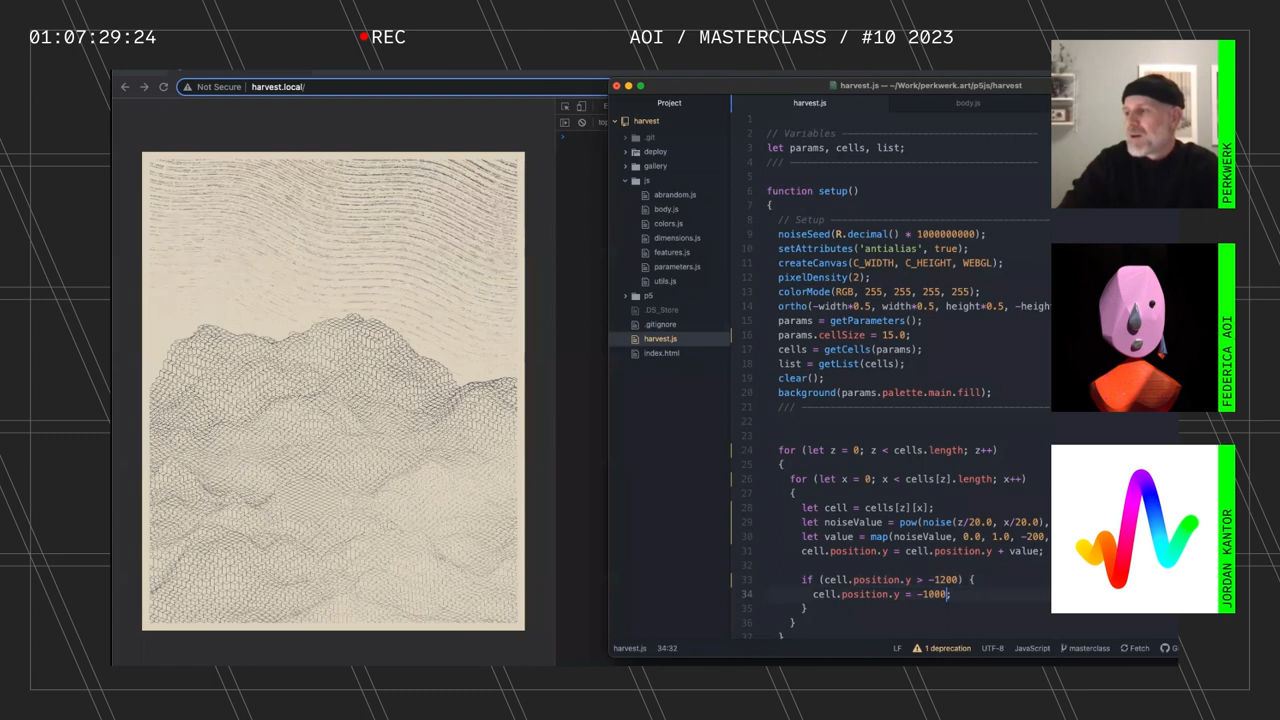 01:07:29:24
REC
AOI / MASTERCLASS / #10 2023
Not Secure
harvest.local/
top
harvest.js — ~/Work/perkwerk.art/p5js/harvest
Project
harvest
.git
deploy
gallery
js
abrandom.js
body.js
colors.js
dimensions.js
features.js
parameters.js
utils.js
p5
.DS_Store
.gitignore
harvest.js
index.html
harvest.js
body.js
1
2 // Variables
3 let params, cells, list;
4 ///
5
6 function setup()
7 {
8 // Setup
9 noiseSeed(R.decimal() * 1000000000);
10 setAttributes('antialias', true);
11 createCanvas(C_WIDTH, C_HEIGHT, WEBGL);
12 pixelDensity(2);
13 colorMode(RGB, 255, 255, 255, 255);
14 ortho(-width*0.5, width*0.5, height*0.5, -heigh
15 params = getParameters();
16 params.cellSize = 15.0;
17 cells = getCells(params);
18 list = getList(cells);
19 clear();
20 background(params.palette.main.fill);
21 ///
22
23
24 for (let z = 0; z < cells.length; z++)
25 {
26 for (let x = 0; x < cells[z].length; x++)
27 {
28 let cell = cells[z][x];
29 let noiseValue = pow(noise(z/20.0, x/20.0),
30 let value = map(noiseValue, 0.0, 1.0, -200,
31 cell.position.y = cell.position.y + value;
32
33 if (cell.position.y > -1200) {
34 cell.position.y = -1000;
35 }
36 }
37 }
harvest.js 34:32
LF
1 deprecation
UTF-8
JavaScript
masterclass
Fetch
G
PERKWERK
FEDERICA AOI
JORDAN KANTOR